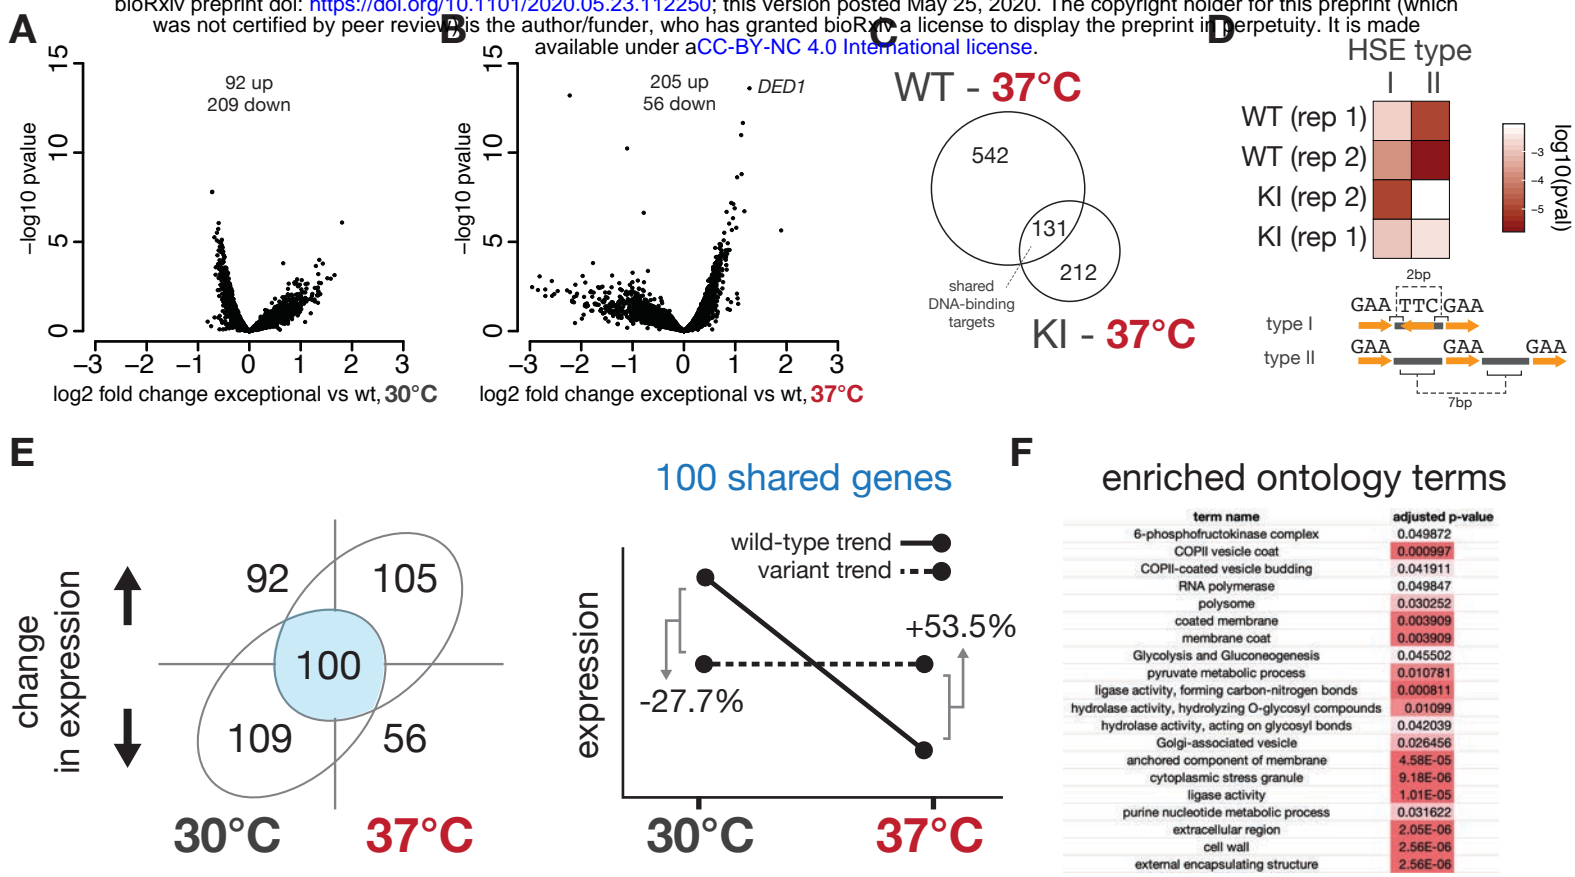 bioRxiv preprint doi: https://doi.org/10.1101/2020.05.23.112250; this version posted May 25, 2020. The copyright holder for this preprint (which
was not certified by peer review) is the author/funder, who has granted bioRxiv a license to display the preprint in perpetuity. It is made
available under aCC-BY-NC 4.0 International license.
A
15
10
5
0
−log10 pvalue
92 up
209 down
−3 −2 −1 0 1 2 3
log2 fold change exceptional vs wt, 30°C
B
15
10
5
0
−log10 pvalue
205 up
56 down
DED1
−3 −2 −1 0 1 2 3
log2 fold change exceptional vs wt, 37°C
C
WT - 37°C
542
131
212
shared
DNA-binding
targets
KI - 37°C
D
HSE type
I II
WT (rep 1)
WT (rep 2)
KI (rep 2)
KI (rep 1)
−3
−4
−5
log10(pval)
2bp
GAA TTC GAA
type I
GAA GAA GAA
type II
7bp
E
change
in expression
92 105
100
109 56
30°C 37°C
100 shared genes
wild-type trend
variant trend
expression
+53.5%
-27.7%
30°C 37°C
F
enriched ontology terms
term name adjusted p-value
6-phosphofructokinase complex 0.049872
COPII vesicle coat 0.000997
COPII-coated vesicle budding 0.041911
RNA polymerase 0.049847
polysome 0.030252
coated membrane 0.003909
membrane coat 0.003909
Glycolysis and Gluconeogenesis 0.045502
pyruvate metabolic process 0.010781
ligase activity, forming carbon-nitrogen bonds 0.000811
hydrolase activity, hydrolyzing O-glycosyl compounds 0.01099
hydrolase activity, acting on glycosyl bonds 0.042039
Golgi-associated vesicle 0.026456
anchored component of membrane 4.58E-05
cytoplasmic stress granule 9.18E-06
ligase activity 1.01E-05
purine nucleotide metabolic process 0.031622
extracellular region 2.05E-06
cell wall 2.56E-06
external encapsulating structure 2.56E-06